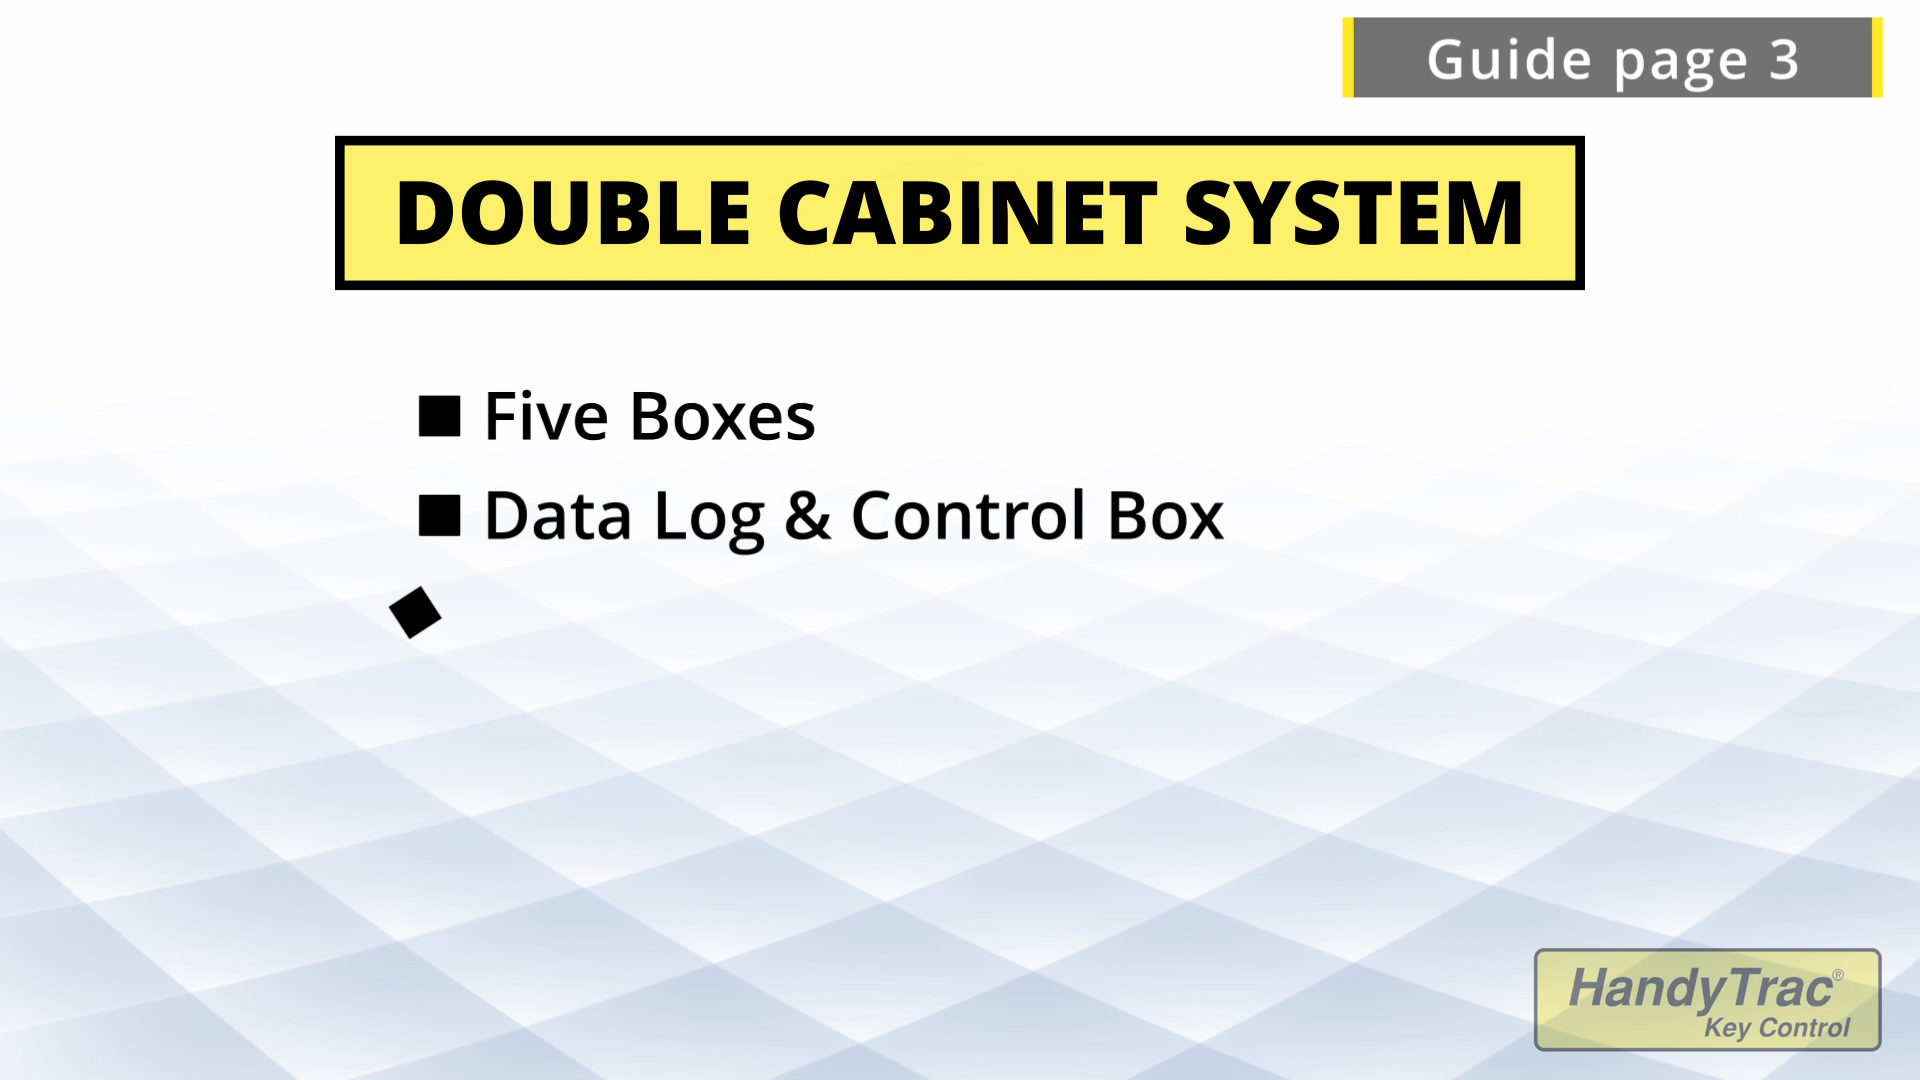 Guide page 3
DOUBLE CABINET SYSTEM
■ Five Boxes
■ Data Log & Control Box
HandyTrac®
Key Control